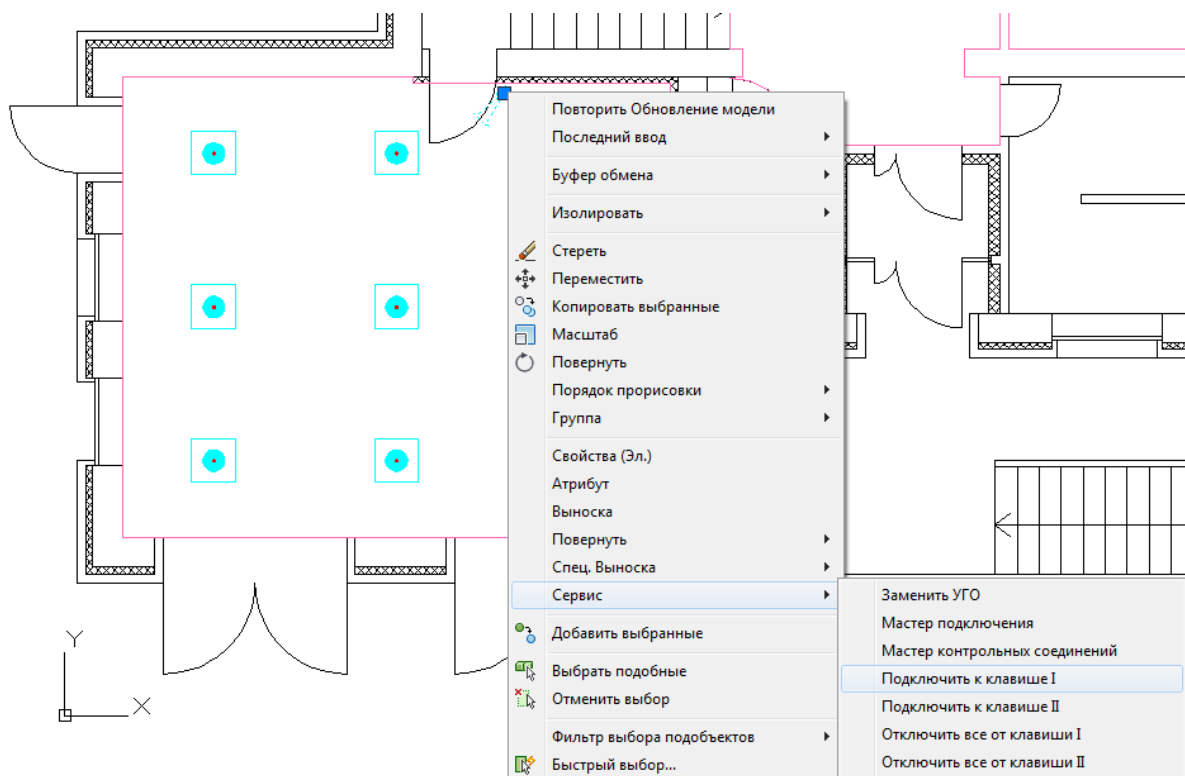 Повторить Обновление модели
Последний ввод
Буфер обмена
Изолировать
Стереть
Переместить
Копировать выбранные
Масштаб
Повернуть
Порядок прорисовки
Группа
Свойства (Эл.)
Атрибут
Выноска
Повернуть
Спец. Выноска
Сервис
Добавить выбранные
Выбрать подобные
Отменить выбор
Фильтр выбора подобъектов
Быстрый выбор...
Заменить УГО
Мастер подключения
Мастер контрольных соединений
Подключить к клавише I
Подключить к клавише II
Отключить все от клавиши I
Отключить все от клавиши II
Y
X